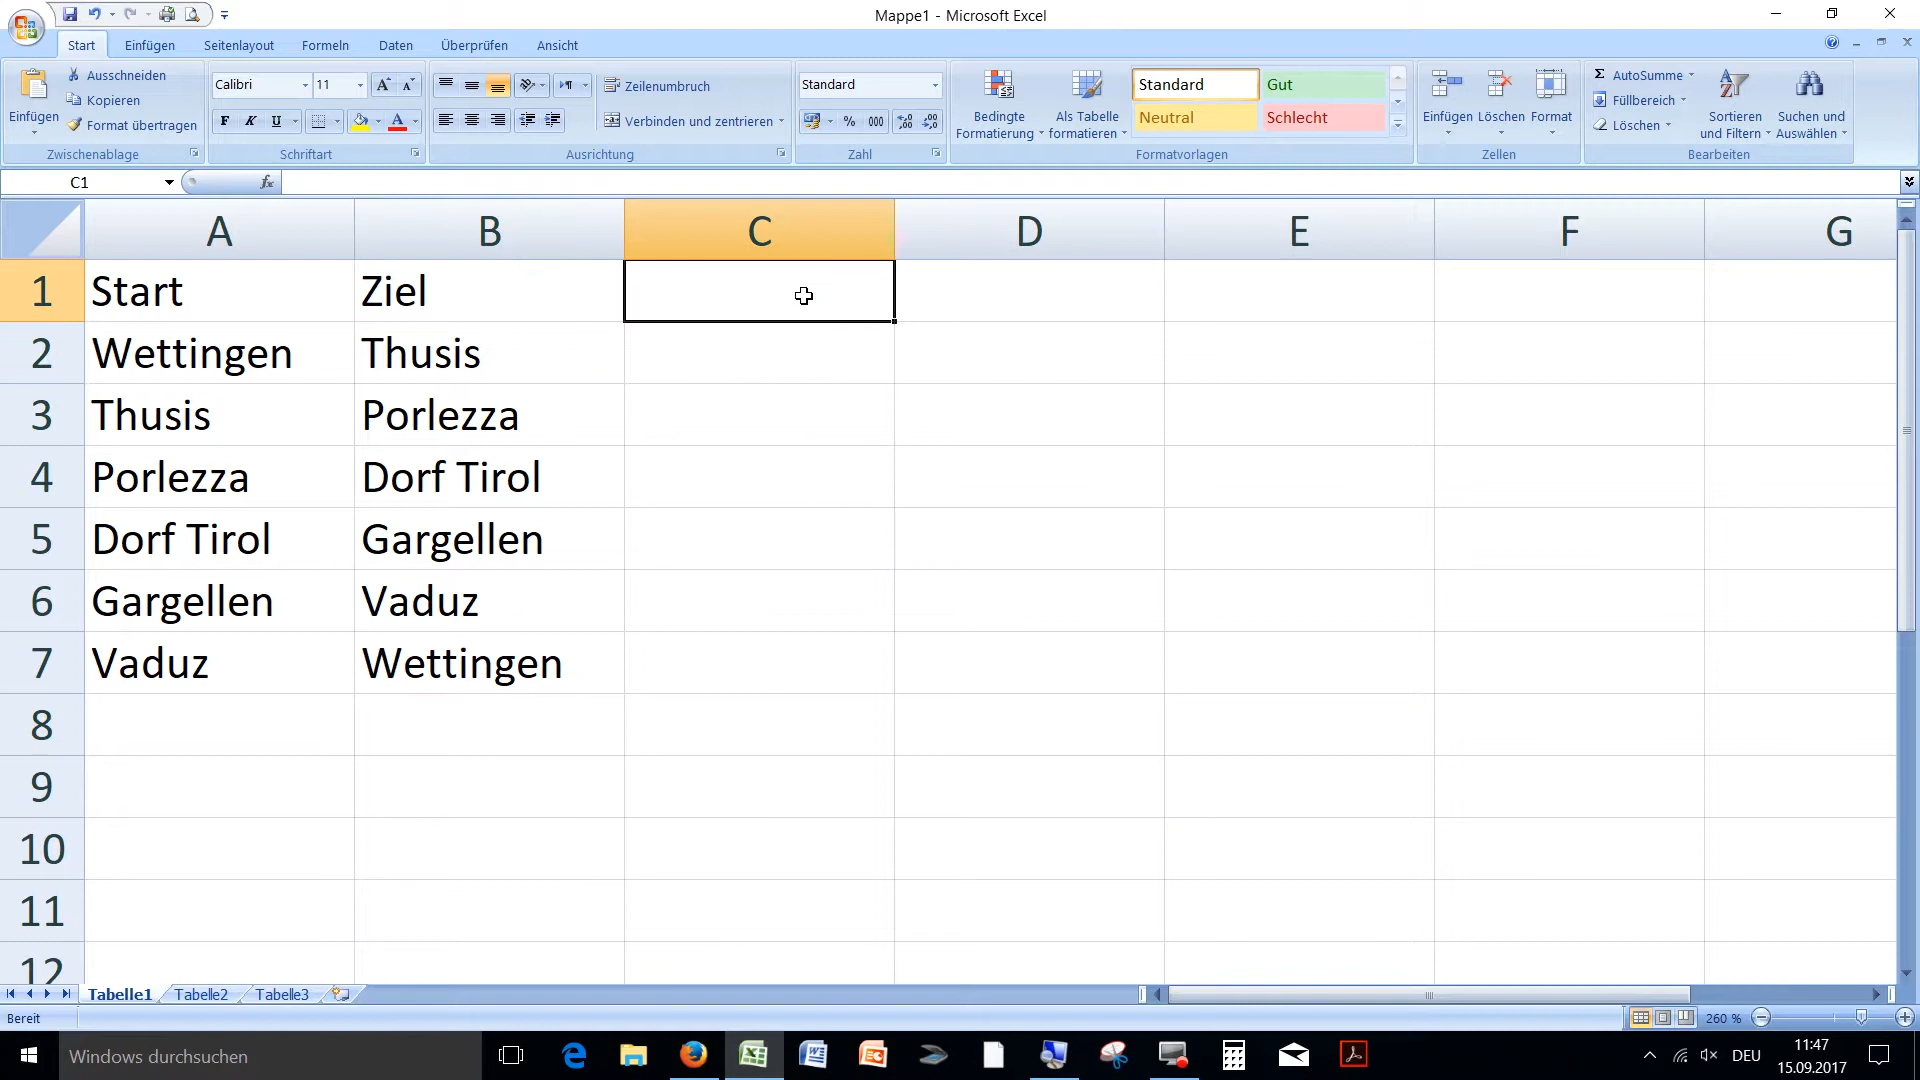 Mappe1 - Microsoft Excel
Start Einfügen Seitenlayout Formeln Daten Überprüfen Ansicht
Einfügen
Ausschneiden
Kopieren
Format übertragen
Zwischenablage
Calibri 11
F K U
Schriftart
Zeilenumbruch
Verbinden und zentrieren
Ausrichtung
Standard
% 000
Zahl
Bedingte Formatierung
Als Tabelle formatieren
Standard Gut
Neutral Schlecht
Formatvorlagen
Einfügen Löschen Format
Zellen
Σ AutoSumme
Füllbereich
Löschen
Sortieren und Filtern
Suchen und Auswählen
Bearbeiten
C1 fx
A B C D E F G
1 Start Ziel
2 Wettingen Thusis
3 Thusis Porlezza
4 Porlezza Dorf Tirol
5 Dorf Tirol Gargellen
6 Gargellen Vaduz
7 Vaduz Wettingen
8
9
10
11
12
Tabelle1 Tabelle2 Tabelle3
Bereit 260 %
Windows durchsuchen DEU 11:47
15.09.2017